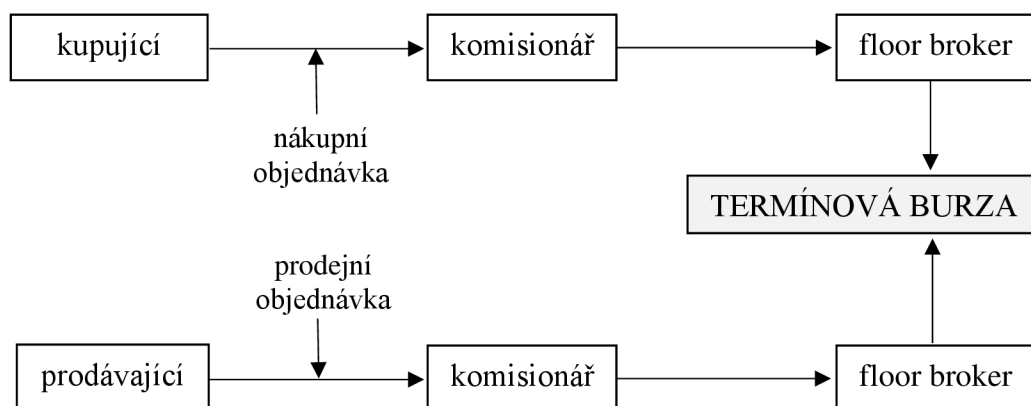 kupující
komisionář
floor broker
nákupní
objednávka
TERMÍNOVÁ BURZA
prodejní
objednávka
prodávající
komisionář
floor broker